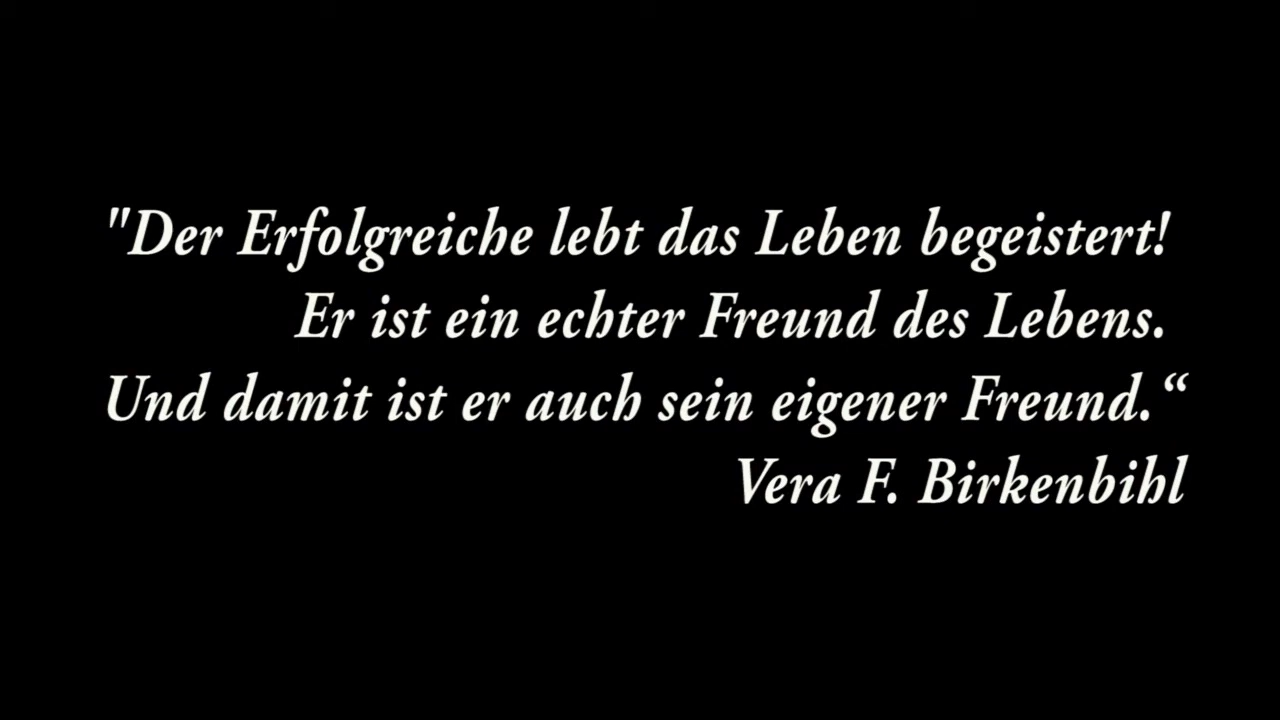 "Der Erfolgreiche lebt das Leben begeistert!
Er ist ein echter Freund des Lebens.
Und damit ist er auch sein eigener Freund.“
Vera F. Birkenbihl